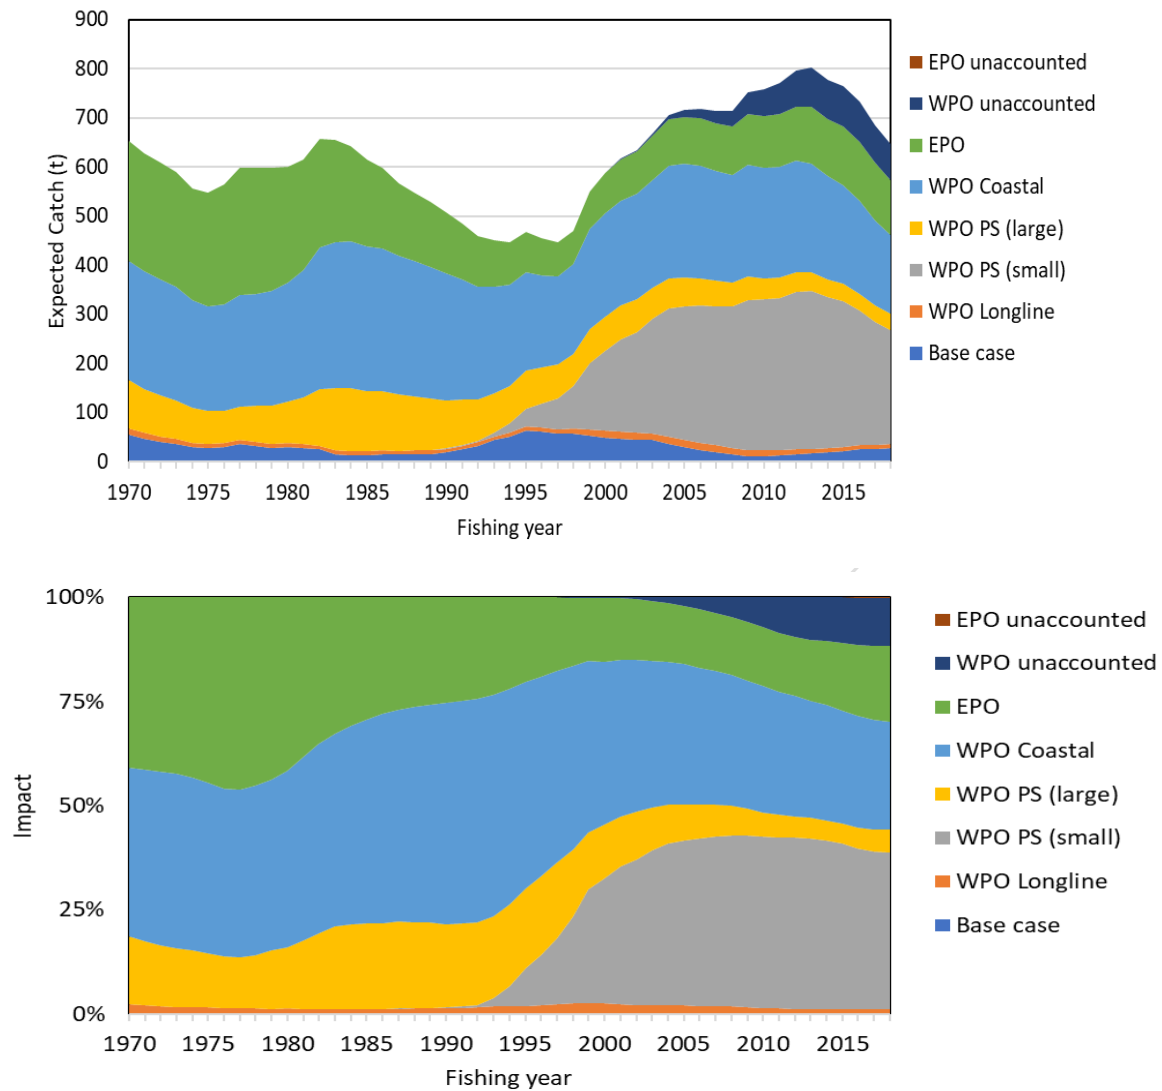 900
800
700
600
500
400
300
200
100
0
Expected Catch (t)
1970 1975 1980 1985 1990 1995 2000 2005 2010 2015
Fishing year
EPO unaccounted
WPO unaccounted
EPO
WPO Coastal
WPO PS (large)
WPO PS (small)
WPO Longline
Base case
100%
75%
50%
25%
0%
Impact
1970 1975 1980 1985 1990 1995 2000 2005 2010 2015
Fishing year
EPO unaccounted
WPO unaccounted
EPO
WPO Coastal
WPO PS (large)
WPO PS (small)
WPO Longline
Base case